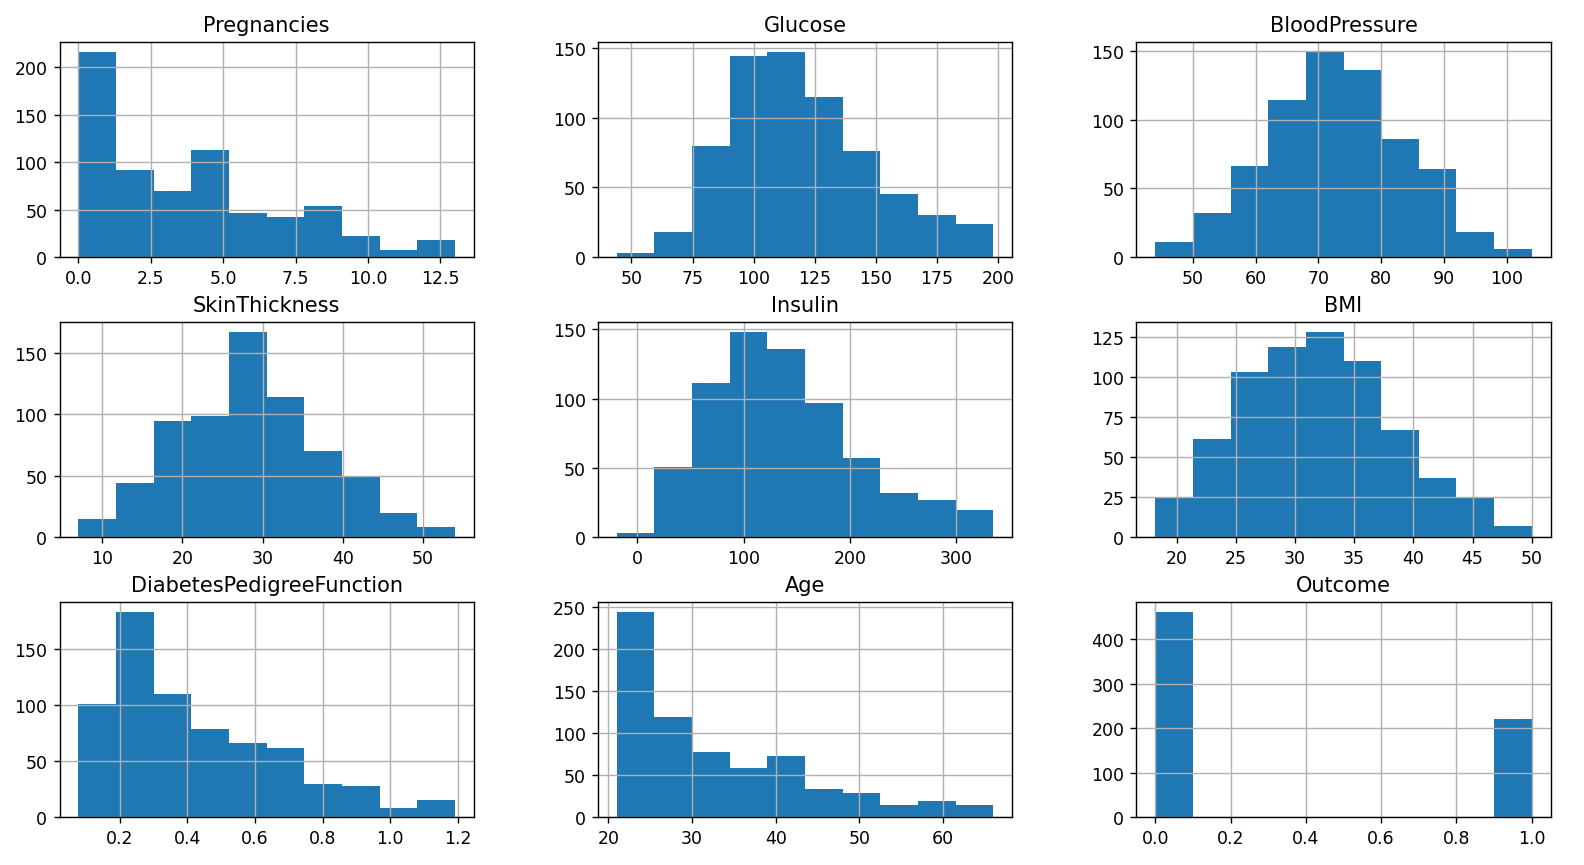 Pregnancies
200
150
100
50
0
0.0 2.5 5.0 7.5 10.0 12.5
Glucose
150
100
50
0
50 75 100 125 150 175 200
BloodPressure
150
100
50
0
50 60 70 80 90 100
SkinThickness
150
100
50
0
10 20 30 40 50
Insulin
150
100
50
0
0 100 200 300
BMI
125
100
75
50
25
0
20 25 30 35 40 45 50
DiabetesPedigreeFunction
150
100
50
0
0.2 0.4 0.6 0.8 1.0 1.2
Age
250
200
150
100
50
0
20 30 40 50 60
Outcome
400
300
200
100
0
0.0 0.2 0.4 0.6 0.8 1.0